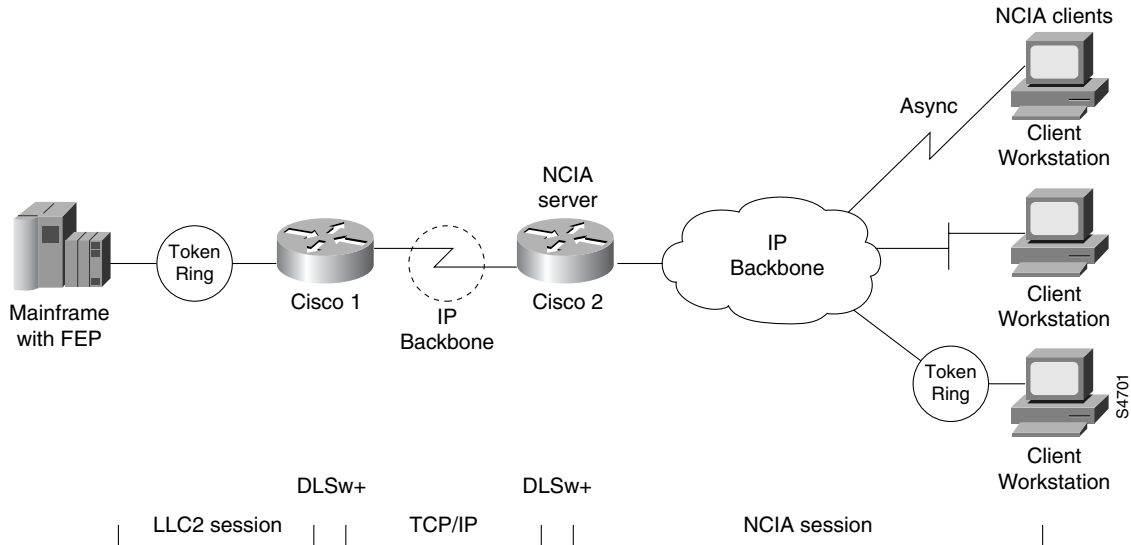 NCIA clients
Async
Client
Workstation
NCIA
server
Token
Ring
IP
Backbone
Mainframe
with FEP
Cisco 1
IP
Backbone
Cisco 2
Client
Workstation
Token
Ring
S4701
Client
Workstation
DLSw+
DLSw+
LLC2 session
TCP/IP
NCIA session